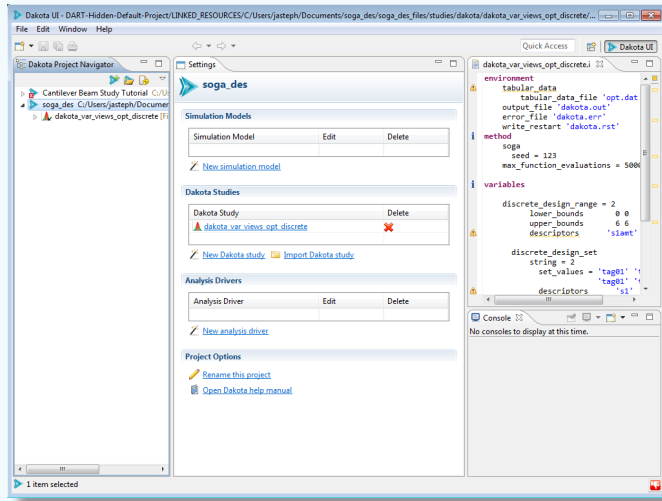 Dakota UI - DART-Hidden-Default-Project/LINKED_RESOURCES/C/Users/jasteph/Documents/soga_des/soga_des_files/studies/dakota/dakota_var_views_opt_discrete/...
File Edit Window Help
Quick Access
Dakota UI
Dakota Project Navigator
Cantilever Beam Study Tutorial C:/Us
soga_des C:/Users/jasteph/Documer
dakota_var_views_opt_discrete [Fi
Settings
soga_des
Simulation Models
Simulation Model Edit Delete
New simulation model
Dakota Studies
Dakota Study Delete
dakota_var_views_opt_discrete
New Dakota study Import Dakota study
Analysis Drivers
Analysis Driver Edit Delete
New analysis driver
Project Options
Rename this project
Open Dakota help manual
dakota_var_views_opt_discrete.i
environment
tabular_data
tabular_data_file 'opt.dat
output_file 'dakota.out'
error_file 'dakota.err'
write_restart 'dakota.rst'
method
soga
seed = 123
max_function_evaluations = 5000
variables
discrete_design_range = 2
lower_bounds 0 0
upper_bounds 6 6
descriptors 'siamt'
discrete_design_set
string = 2
set_values = 'tag01' 't
'tag01' 't
descriptors 's1'
Console
No consoles to display at this time.
1 item selected